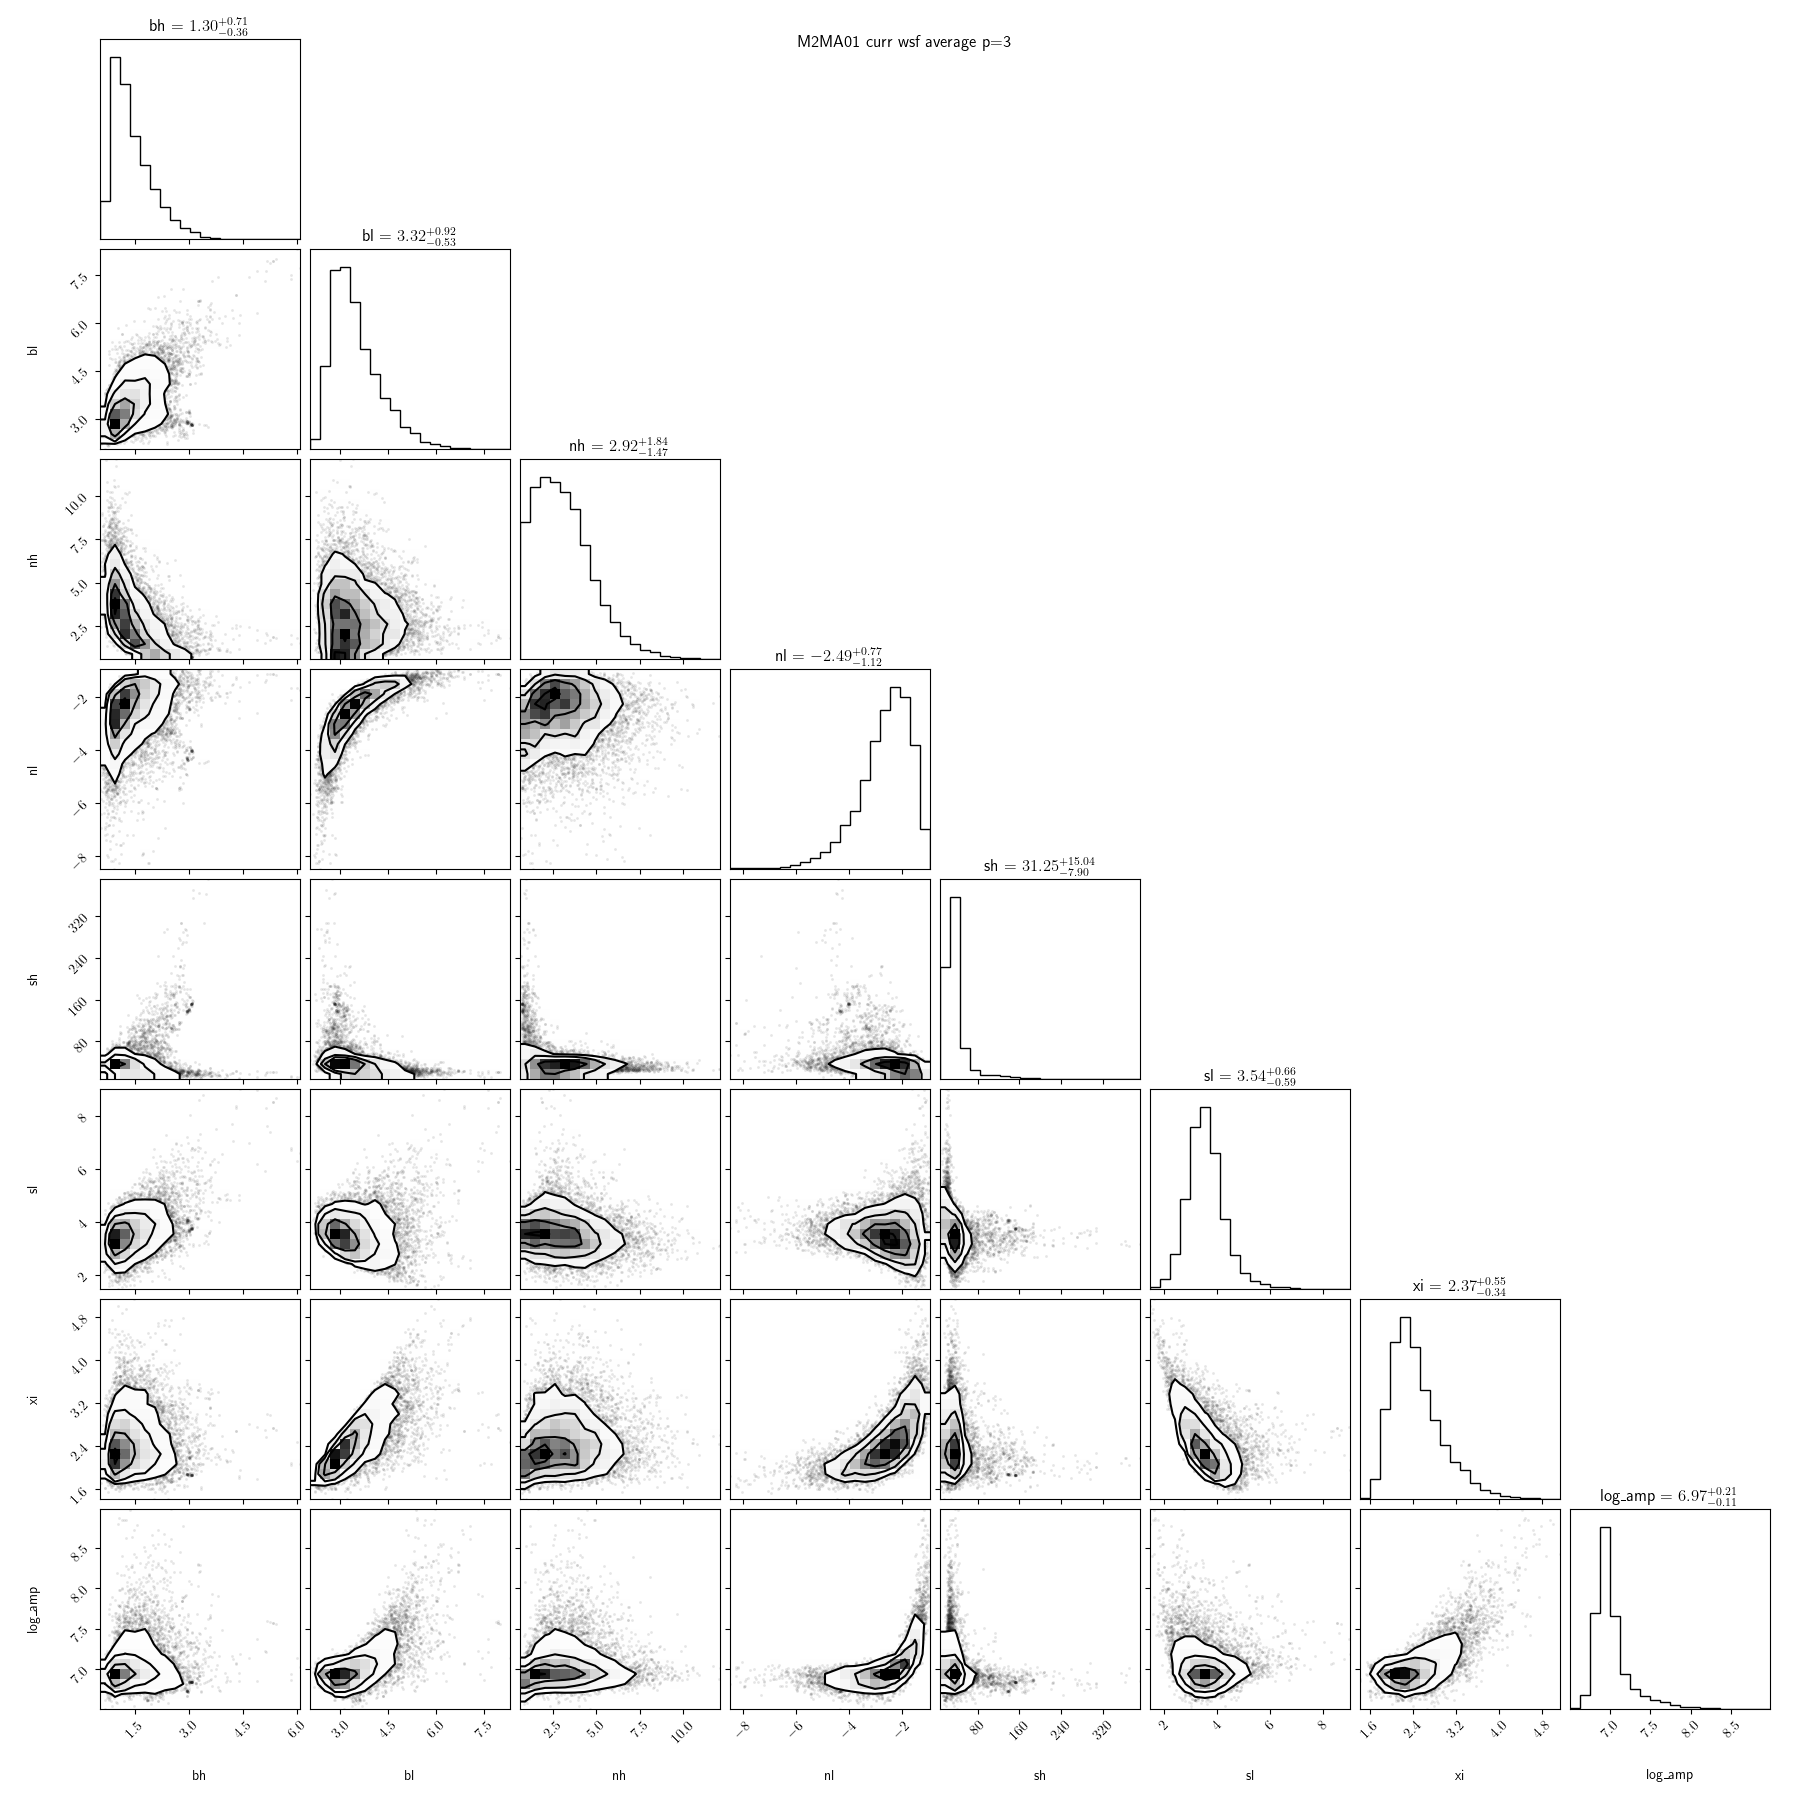 bh = 1.30+0.71−0.36
M2MA01 curr wsf average p=3
bl = 3.32+0.92−0.53
7.5
6.0
4.5
3.0
bl
nh = 2.92+1.84−1.47
10.0
7.5
5.0
2.5
nh
nl = −2.49+0.77−1.12
−2
−4
−6
−8
nl
sh = 31.25+15.04−7.90
320
240
160
80
sh
sl = 3.54+0.66−0.59
8
6
4
2
sl
xi = 2.37+0.55−0.34
4.8
4.0
3.2
2.4
1.6
xi
log_amp = 6.97+0.21−0.11
8.5
8.0
7.5
7.0
log_amp
1.5 3.0 4.5 6.0 3.0 4.5 6.0 7.5 2.5 5.0 7.5 10.0 −8 −6 −4 −2 80 160 240 320 2 4 6 8 1.6 2.4 3.2 4.0 4.8 7.0 7.5 8.0 8.5
bh bl nh nl sh sl xi log_amp